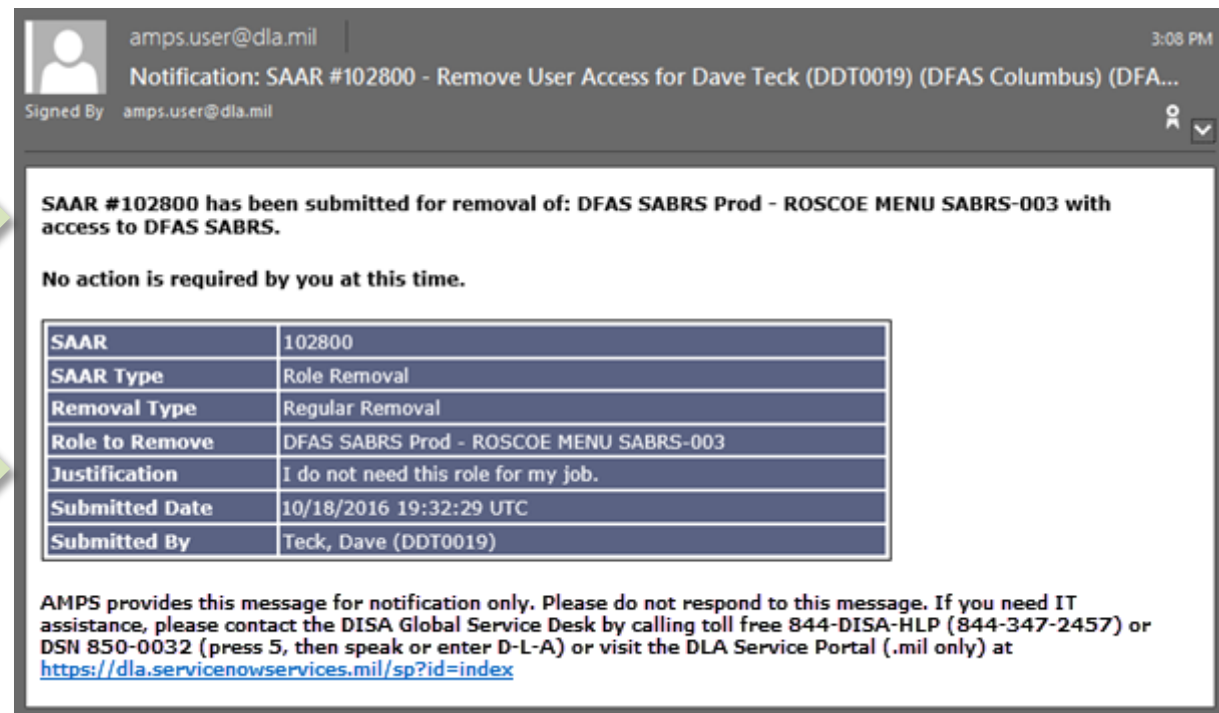 amps.user@dla.mil
3:08 PM
Notification: SAAR #102800 - Remove User Access for Dave Teck (DDT0019) (DFAS Columbus) (DFA...
Signed By amps.user@dla.mil
SAAR #102800 has been submitted for removal of: DFAS SABRS Prod - ROSCOE MENU SABRS-003 with
access to DFAS SABRS.
No action is required by you at this time.
SAAR 102800
SAAR Type Role Removal
Removal Type Regular Removal
Role to Remove DFAS SABRS Prod - ROSCOE MENU SABRS-003
Justification I do not need this role for my job.
Submitted Date 10/18/2016 19:32:29 UTC
Submitted By Teck, Dave (DDT0019)
AMPS provides this message for notification only. Please do not respond to this message. If you need IT
assistance, please contact the DISA Global Service Desk by calling toll free 844-DISA-HLP (844-347-2457) or
DSN 850-0032 (press 5, then speak or enter D-L-A) or visit the DLA Service Portal (.mil only) at
https://dla.servicenowservices.mil/sp?id=index